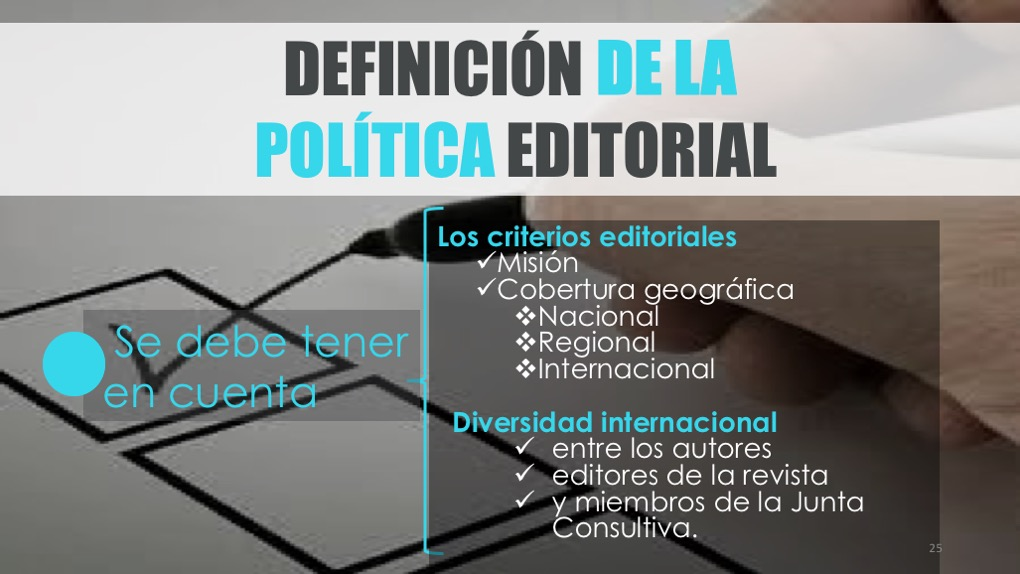 DEFINICIÓN DE LA
POLÍTICA EDITORIAL
Se debe tener
en cuenta
Los criterios editoriales
✓Misión
✓Cobertura geográfica
❖Nacional
❖Regional
❖Internacional
Diversidad internacional
✓ entre los autores
✓ editores de la revista
✓ y miembros de la Junta
Consultiva.
25